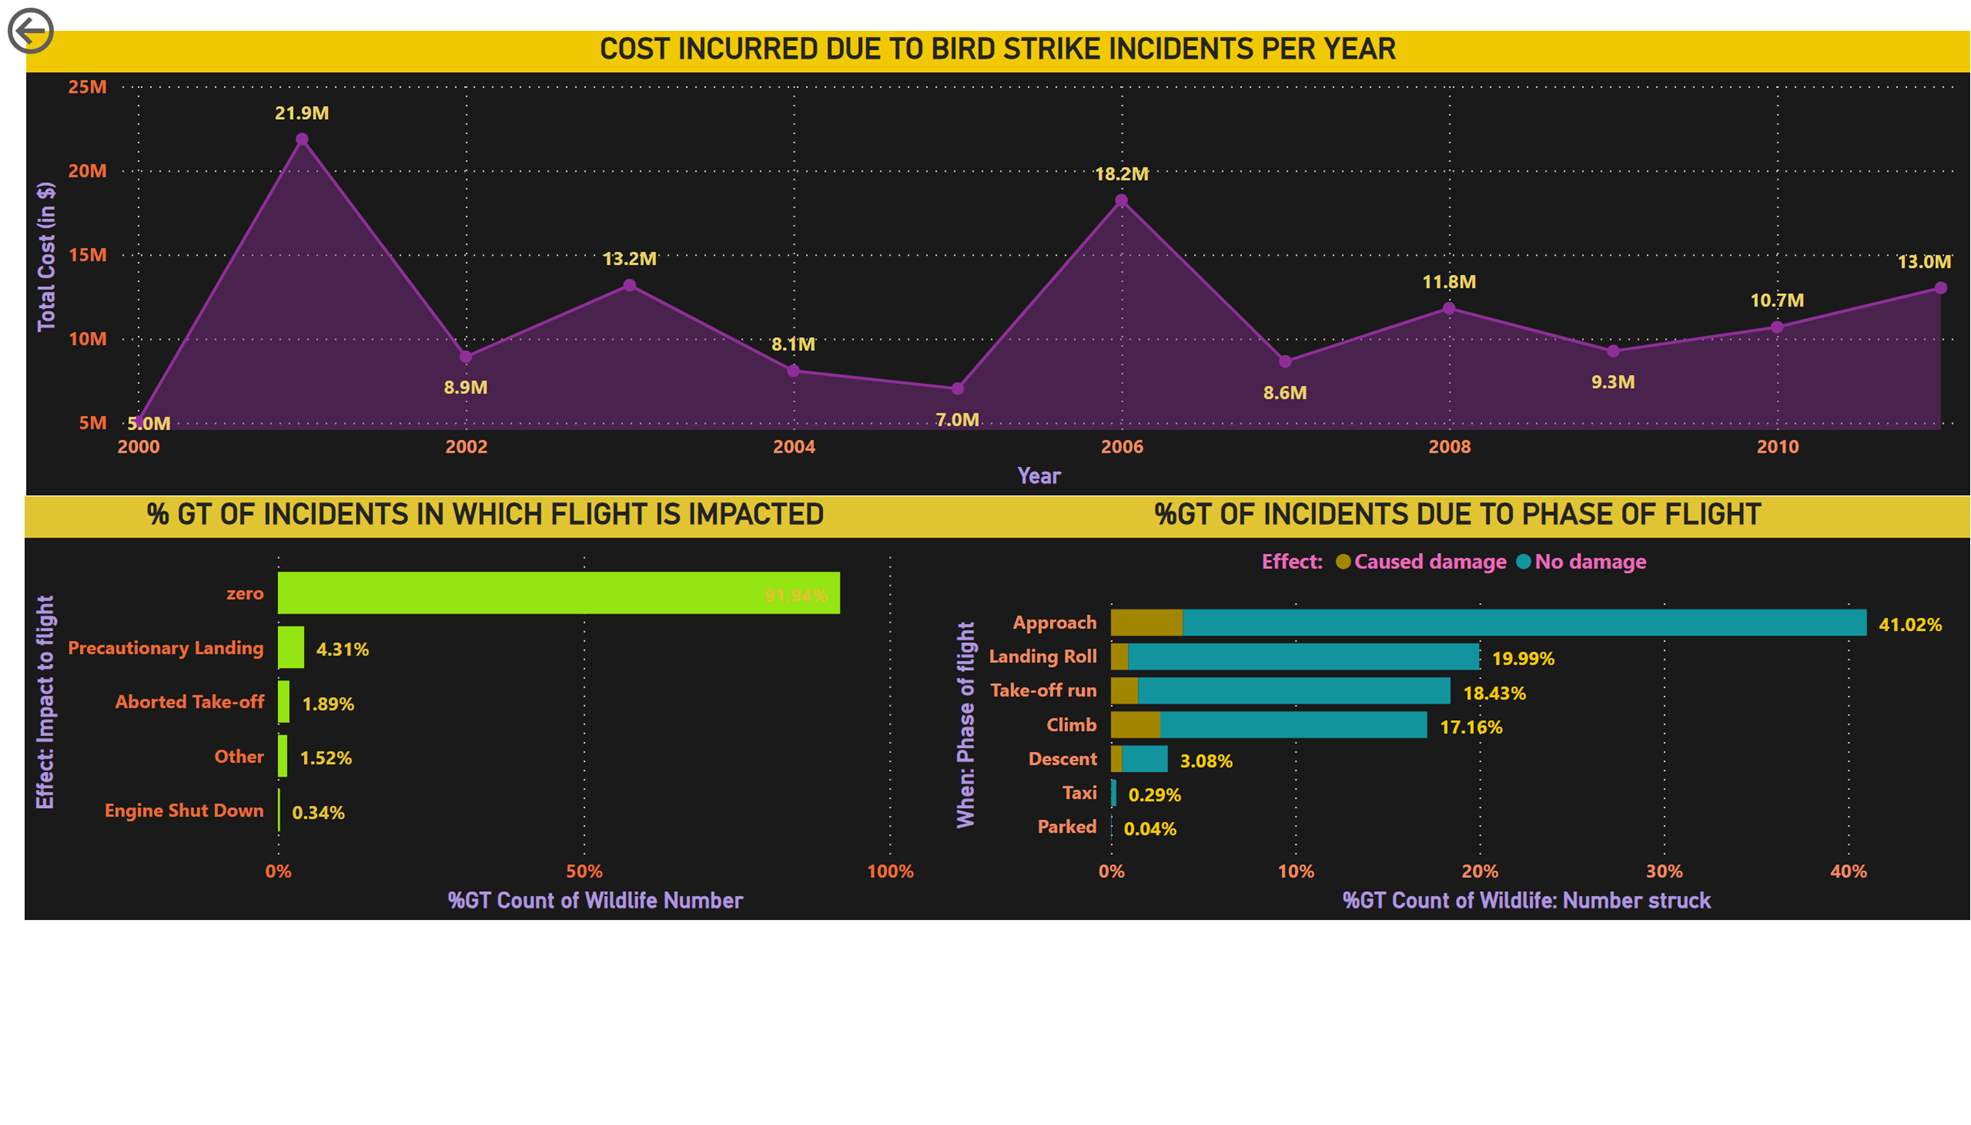 COST INCURRED DUE TO BIRD STRIKE INCIDENTS PER YEAR
Total Cost (in $)
25M
20M
15M
10M
5M
5.0M
21.9M
8.9M
13.2M
8.1M
7.0M
18.2M
8.6M
11.8M
9.3M
10.7M
13.0M
2000 2002 2004 2006 2008 2010
Year
% GT OF INCIDENTS IN WHICH FLIGHT IS IMPACTED
Effect: Impact to flight
zero 91.94%
Precautionary Landing 4.31%
Aborted Take-off 1.89%
Other 1.52%
Engine Shut Down 0.34%
0% 50% 100%
%GT Count of Wildlife Number
%GT OF INCIDENTS DUE TO PHASE OF FLIGHT
Effect: Caused damage No damage
When: Phase of flight
Approach 41.02%
Landing Roll 19.99%
Take-off run 18.43%
Climb 17.16%
Descent 3.08%
Taxi 0.29%
Parked 0.04%
0% 10% 20% 30% 40%
%GT Count of Wildlife: Number struck